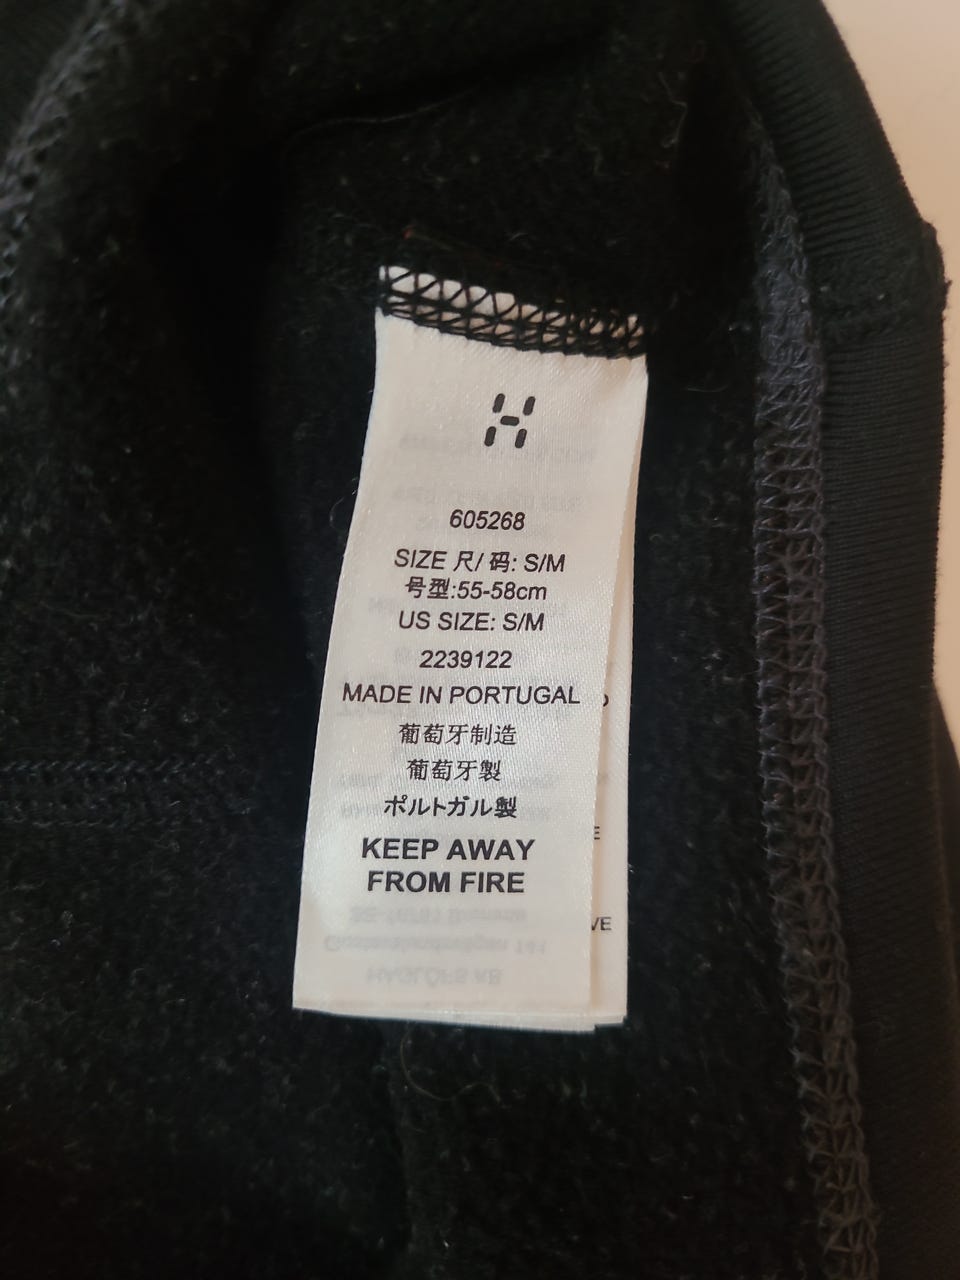 H
605268
SIZE 尺/ 码: S/M
号型:55-58cm
US SIZE: S/M
2239122
MADE IN PORTUGAL
葡萄牙制造
葡萄牙製
ポルトガル製
KEEP AWAY
FROM FIRE